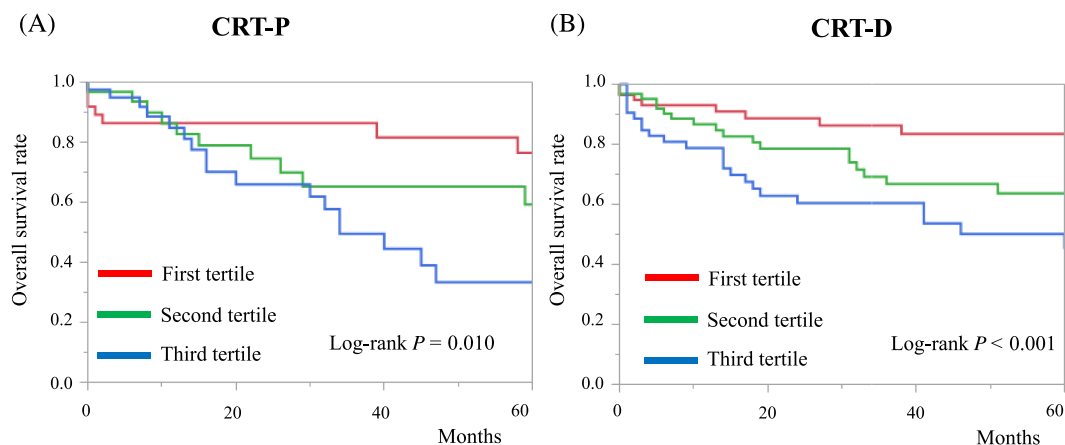 (A)
CRT-P
Overall survival rate
1.0
0.8
0.6
0.4
0.2
0.0
First tertile
Second tertile
Third tertile
Log-rank P = 0.010
0
20
40
60
Months
(B)
CRT-D
Overall survival rate
1.0
0.8
0.6
0.4
0.2
0.0
First tertile
Second tertile
Third tertile
Log-rank P < 0.001
0
20
40
60
Months